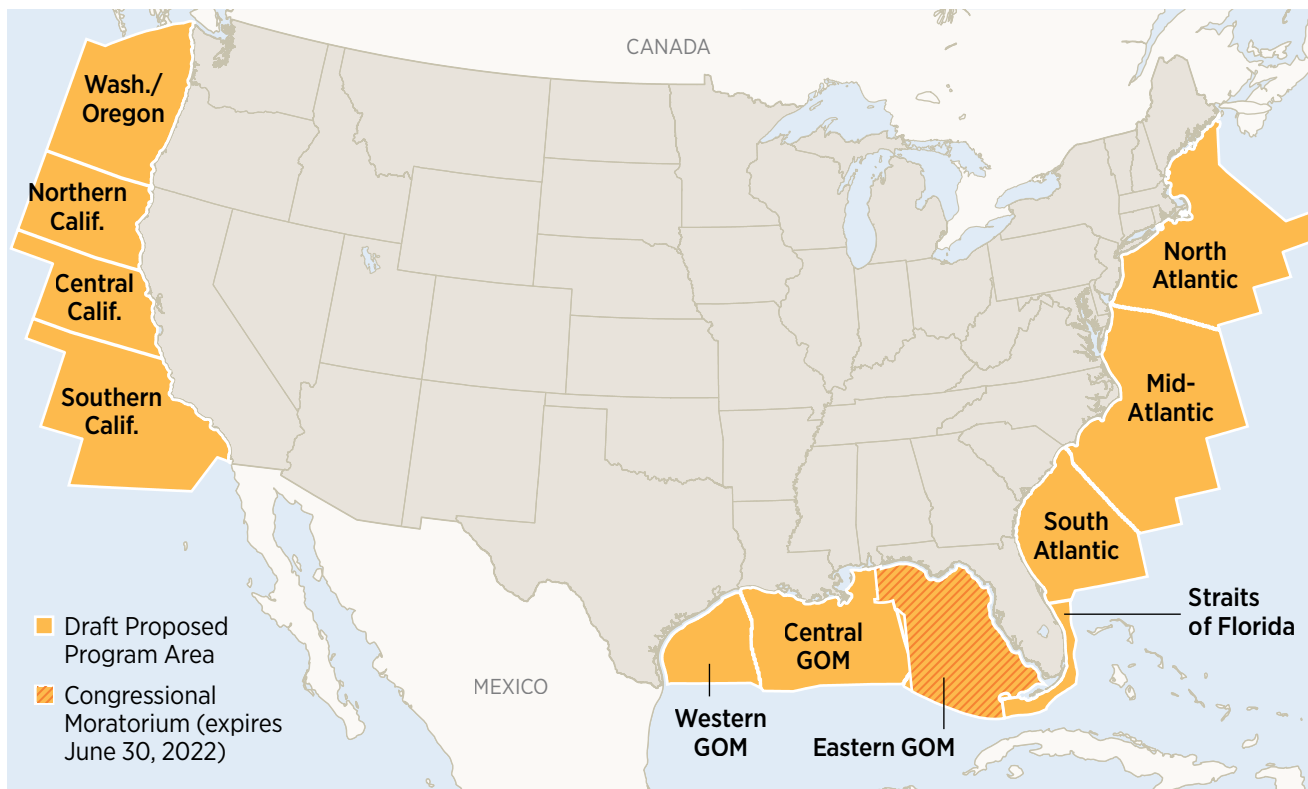 CANADA
Wash./
Oregon
Northern
Calif.
Central
Calif.
Southern
Calif.
North
Atlantic
Mid-
Atlantic
South
Atlantic
Straits
of Florida
Central
GOM
Western
GOM
Eastern GOM
MEXICO
Draft Proposed
Program Area
Congressional
Moratorium (expires
June 30, 2022)